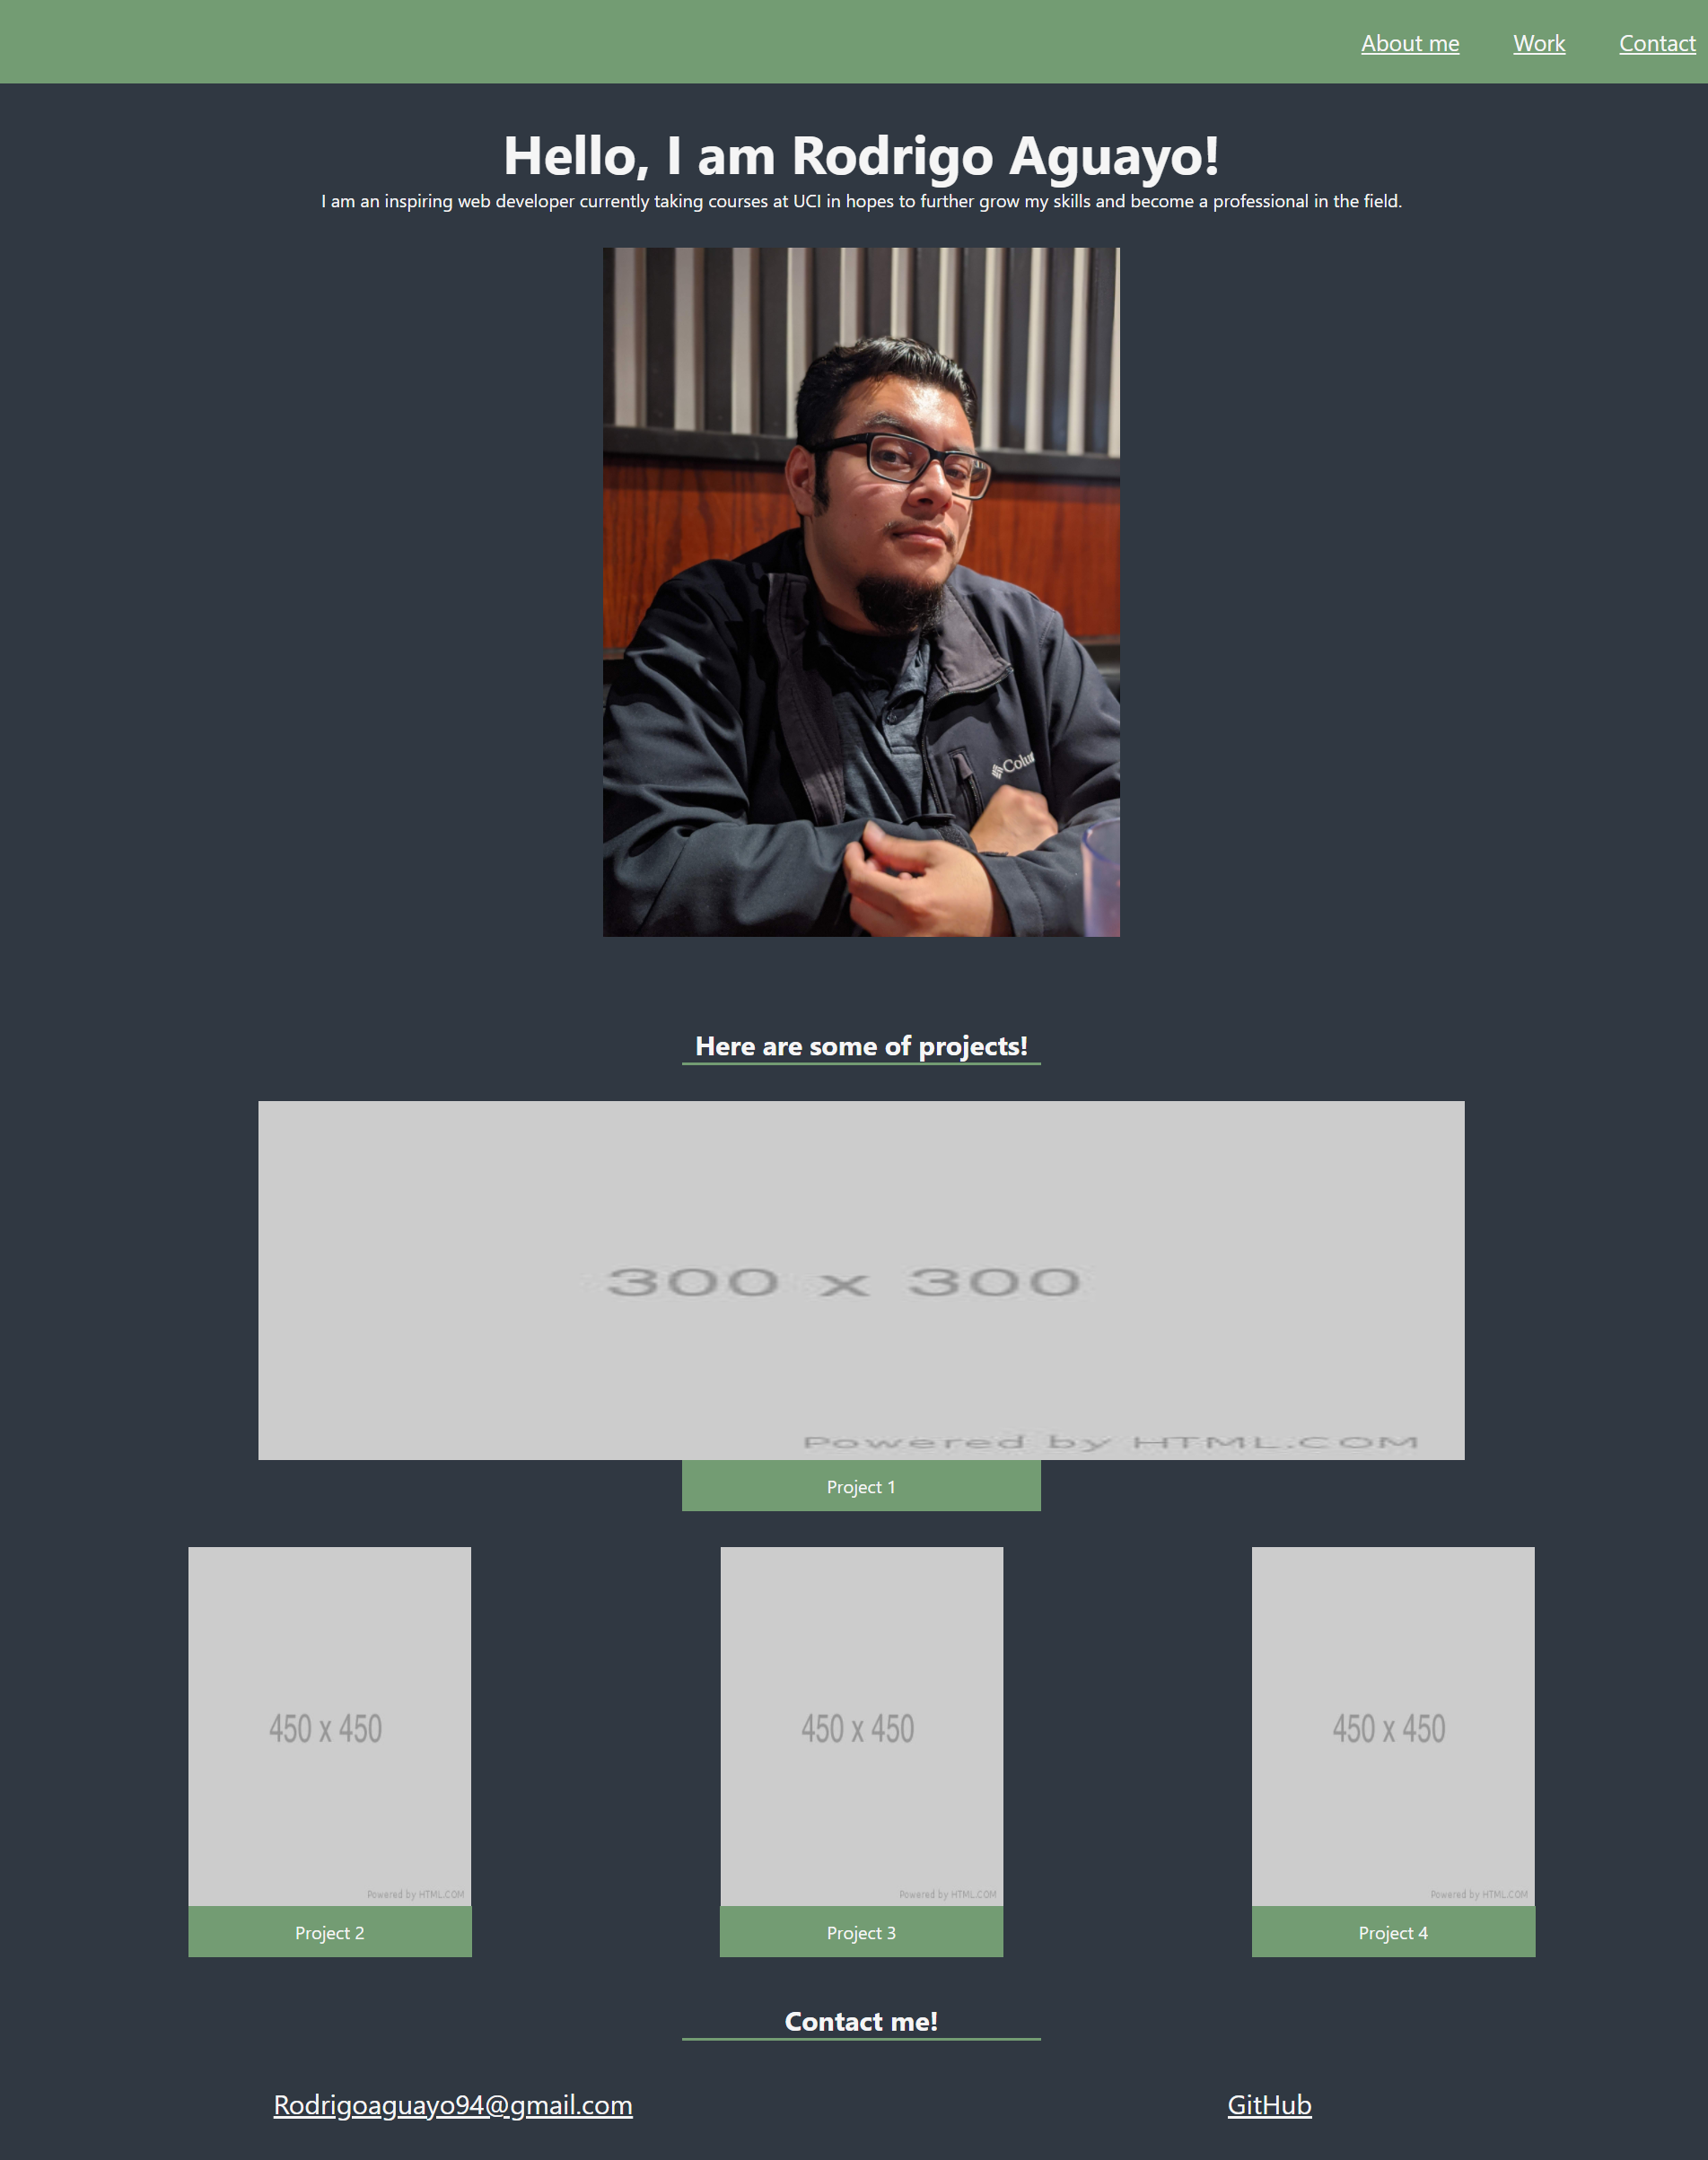 About me Work Contact
Hello, I am Rodrigo Aguayo!
I am an inspiring web developer currently taking courses at UCI in hopes to further grow my skills and become a professional in the field.
Colum
Here are some of projects!
300 x 300
Powered by HTML.COM
Project 1
450 x 450 450 x 450 450 x 450
Powered by HTML.COM Powered by HTML.COM Powered by HTML.COM
Project 2 Project 3 Project 4
Contact me!
Rodrigoaguayo94@gmail.com GitHub